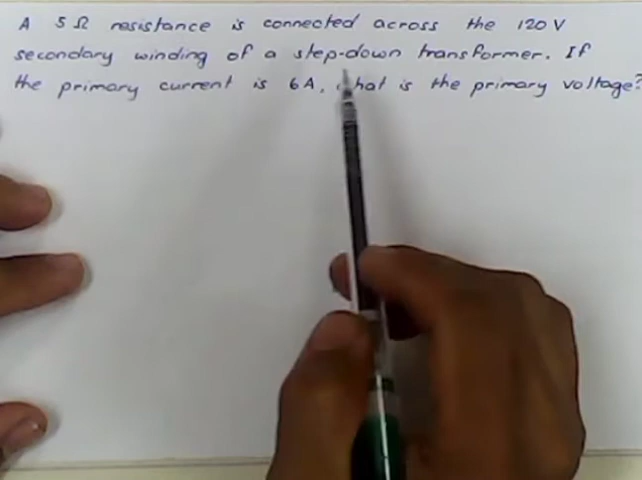 A 5 Ω resistance is connected across the 120 V
secondary winding of a step-down transformer. If
the primary current is 6A, what is the primary voltage?